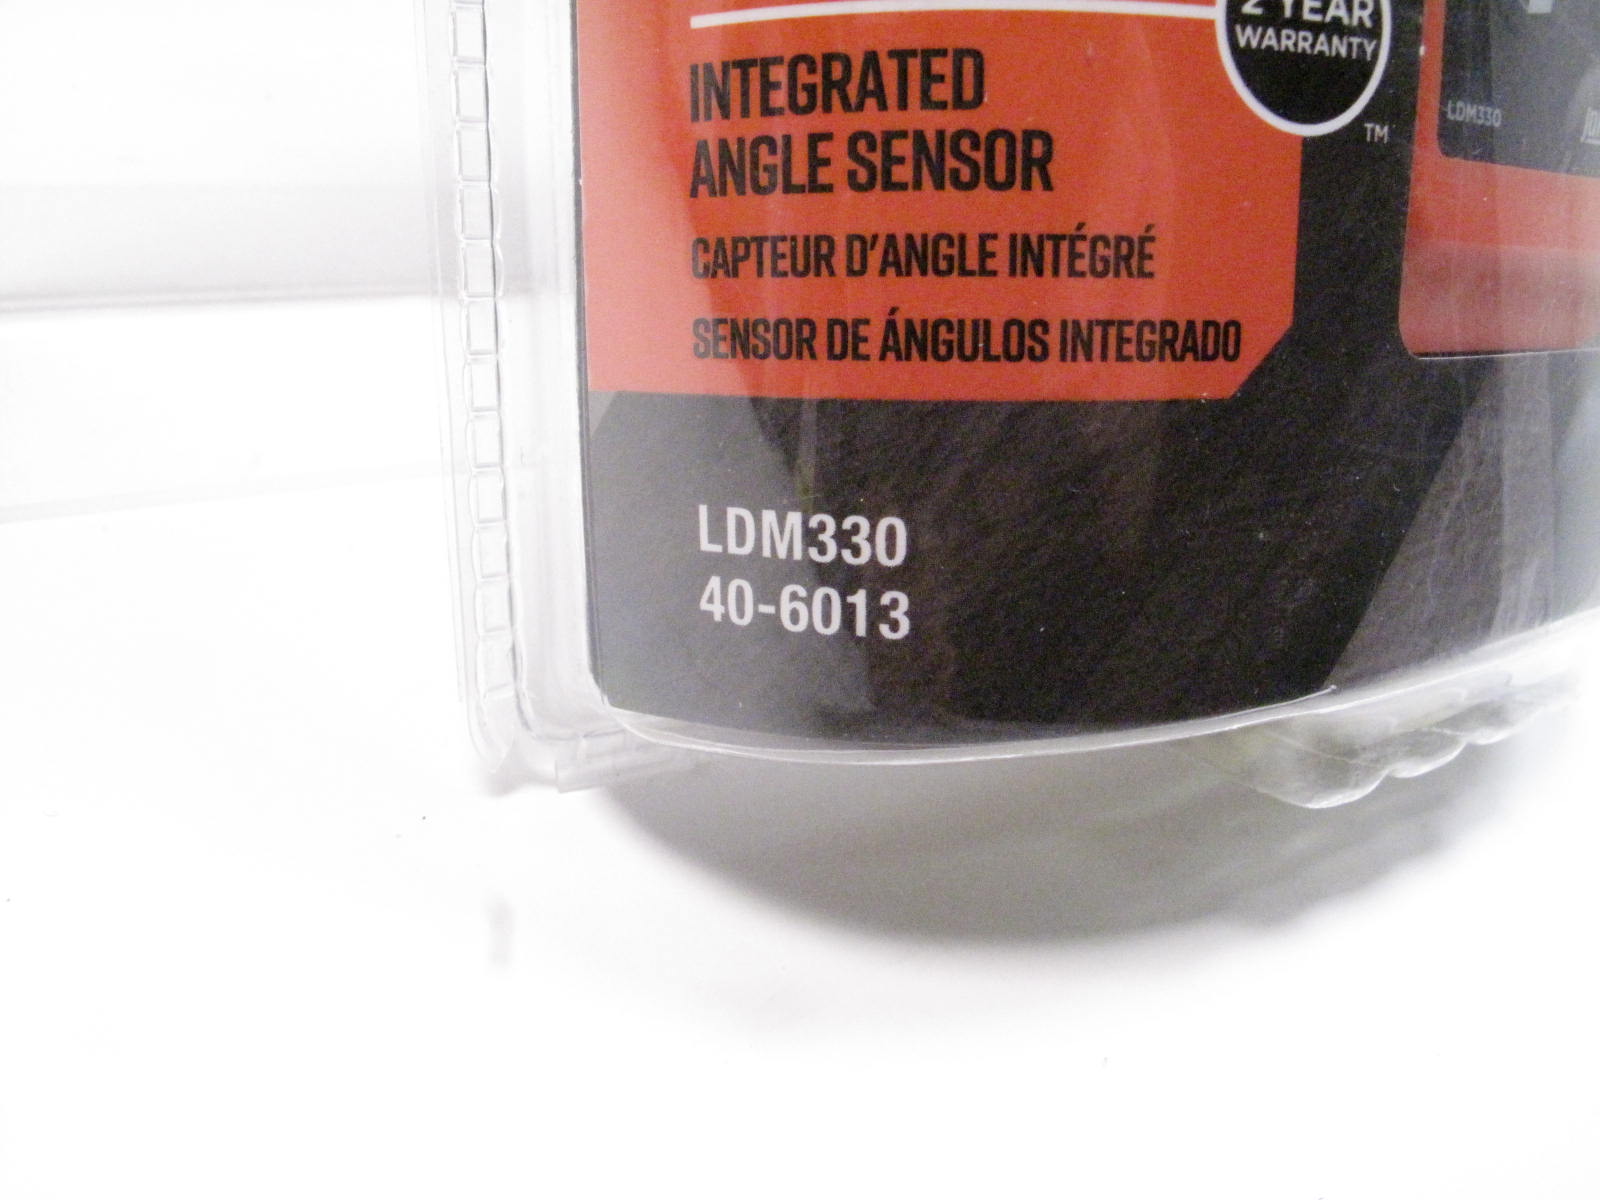 2 YEAR
WARRANTY
TM
INTEGRATED
ANGLE SENSOR
CAPTEUR D'ANGLE INTÉGRÉ
SENSOR DE ÁNGULOS INTEGRADO
LDM330
40-6013
LDM330